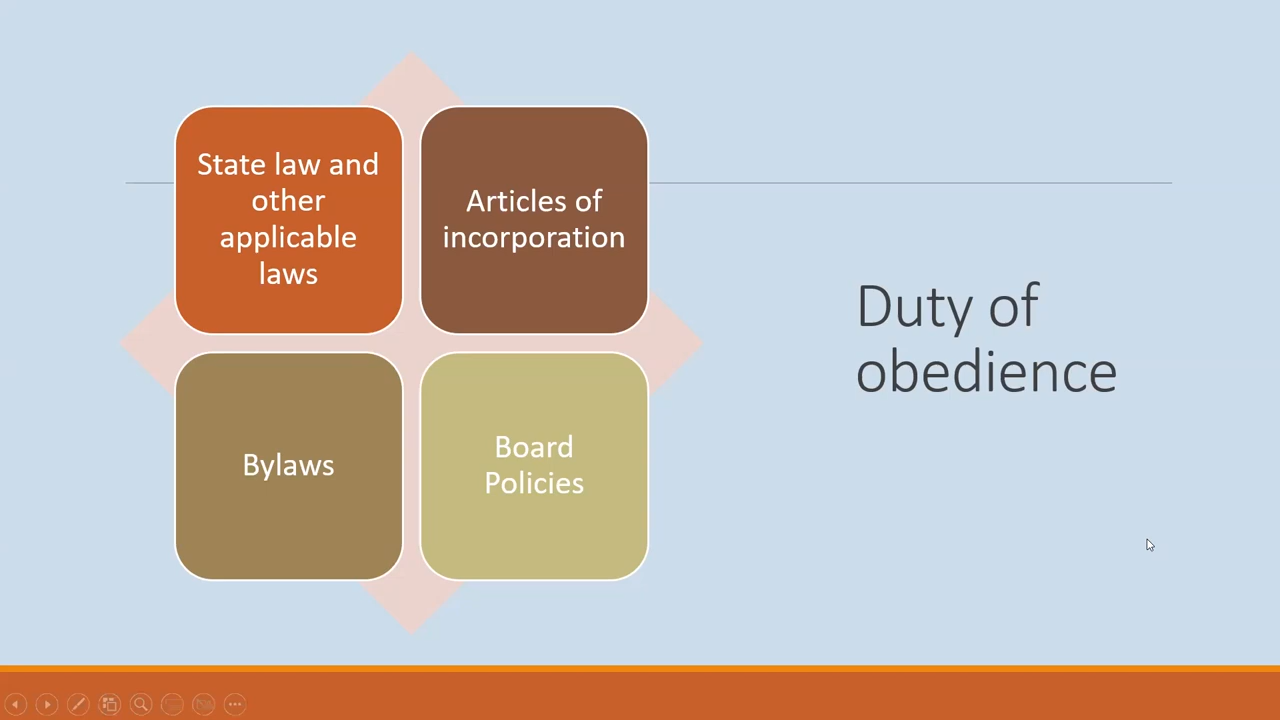 State law and
other
applicable
laws
Articles of
incorporation
Bylaws
Board
Policies
Duty of
obedience